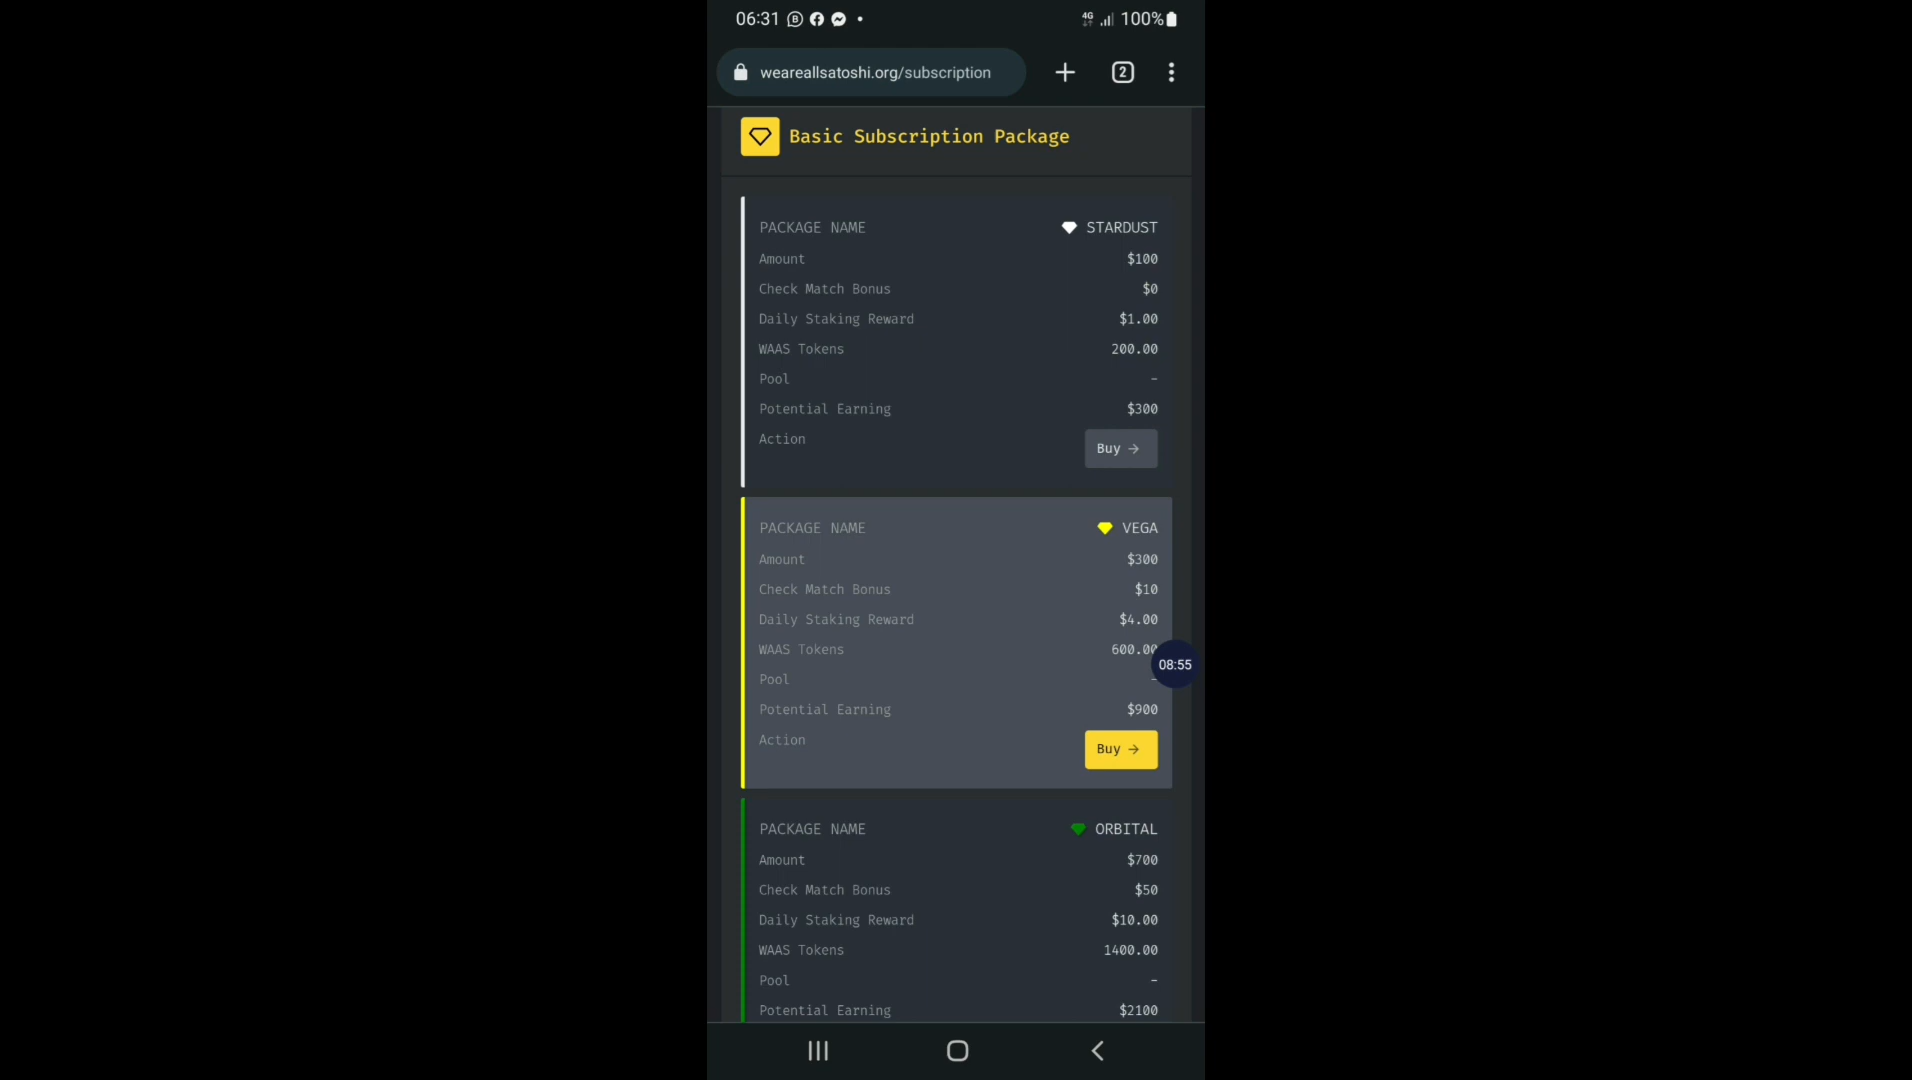 06:31 4G 100%
weareallsatoshi.org/subscription 2
Basic Subscription Package
PACKAGE NAME STARDUST
Amount $100
Check Match Bonus $0
Daily Staking Reward $1.00
WAAS Tokens 200.00
Pool -
Potential Earning $300
Action Buy →
PACKAGE NAME VEGA
Amount $300
Check Match Bonus $10
Daily Staking Reward $4.00
WAAS Tokens 600.00
08:55
Pool -
Potential Earning $900
Action Buy →
PACKAGE NAME ORBITAL
Amount $700
Check Match Bonus $50
Daily Staking Reward $10.00
WAAS Tokens 1400.00
Pool -
Potential Earning $2100